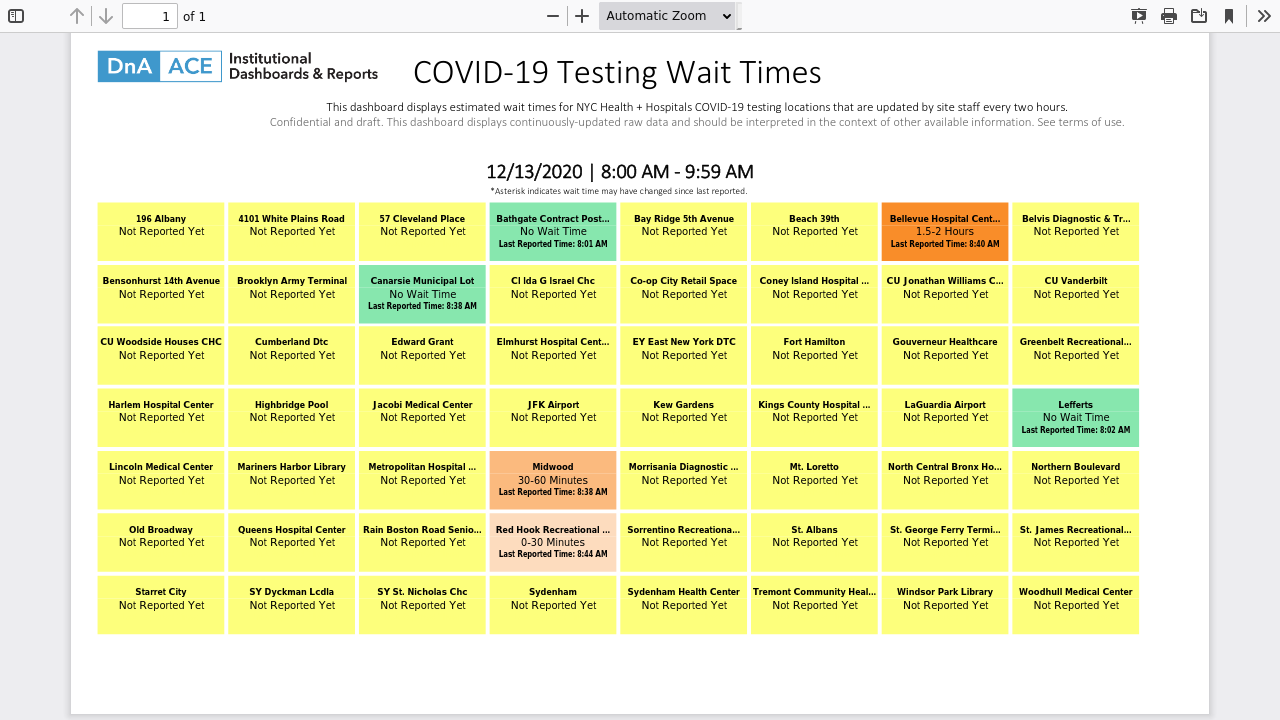 1 of 1 Automatic Zoom
DnA ACE Institutional
Dashboards & Reports
COVID-19 Testing Wait Times
This dashboard displays estimated wait times for NYC Health + Hospitals COVID-19 testing locations that are updated by site staff every two hours.
Confidential and draft. This dashboard displays continuously-updated raw data and should be interpreted in the context of other available information. See terms of use.
12/13/2020 | 8:00 AM - 9:59 AM
*Asterisk indicates wait time may have changed since last reported.
196 Albany
Not Reported Yet
4101 White Plains Road
Not Reported Yet
57 Cleveland Place
Not Reported Yet
Bathgate Contract Post...
No Wait Time
Last Reported Time: 8:01 AM
Bay Ridge 5th Avenue
Not Reported Yet
Beach 39th
Not Reported Yet
Bellevue Hospital Cent...
1.5-2 Hours
Last Reported Time: 8:40 AM
Belvis Diagnostic & Tr...
Not Reported Yet
Bensonhurst 14th Avenue
Not Reported Yet
Brooklyn Army Terminal
Not Reported Yet
Canarsie Municipal Lot
No Wait Time
Last Reported Time: 8:38 AM
Cl Ida G Israel Chc
Not Reported Yet
Co-op City Retail Space
Not Reported Yet
Coney Island Hospital ...
Not Reported Yet
CU Jonathan Williams C...
Not Reported Yet
CU Vanderbilt
Not Reported Yet
CU Woodside Houses CHC
Not Reported Yet
Cumberland Dtc
Not Reported Yet
Edward Grant
Not Reported Yet
Elmhurst Hospital Cent...
Not Reported Yet
EY East New York DTC
Not Reported Yet
Fort Hamilton
Not Reported Yet
Gouverneur Healthcare
Not Reported Yet
Greenbelt Recreational...
Not Reported Yet
Harlem Hospital Center
Not Reported Yet
Highbridge Pool
Not Reported Yet
Jacobi Medical Center
Not Reported Yet
JFK Airport
Not Reported Yet
Kew Gardens
Not Reported Yet
Kings County Hospital ...
Not Reported Yet
LaGuardia Airport
Not Reported Yet
Lefferts
No Wait Time
Last Reported Time: 8:02 AM
Lincoln Medical Center
Not Reported Yet
Mariners Harbor Library
Not Reported Yet
Metropolitan Hospital ...
Not Reported Yet
Midwood
30-60 Minutes
Last Reported Time: 8:38 AM
Morrisania Diagnostic ...
Not Reported Yet
Mt. Loretto
Not Reported Yet
North Central Bronx Ho...
Not Reported Yet
Northern Boulevard
Not Reported Yet
Old Broadway
Not Reported Yet
Queens Hospital Center
Not Reported Yet
Rain Boston Road Senio...
Not Reported Yet
Red Hook Recreational ...
0-30 Minutes
Last Reported Time: 8:44 AM
Sorrentino Recreationa...
Not Reported Yet
St. Albans
Not Reported Yet
St. George Ferry Termi...
Not Reported Yet
St. James Recreational...
Not Reported Yet
Starret City
Not Reported Yet
SY Dyckman Lcdla
Not Reported Yet
SY St. Nicholas Chc
Not Reported Yet
Sydenham
Not Reported Yet
Sydenham Health Center
Not Reported Yet
Tremont Community Heal...
Not Reported Yet
Windsor Park Library
Not Reported Yet
Woodhull Medical Center
Not Reported Yet